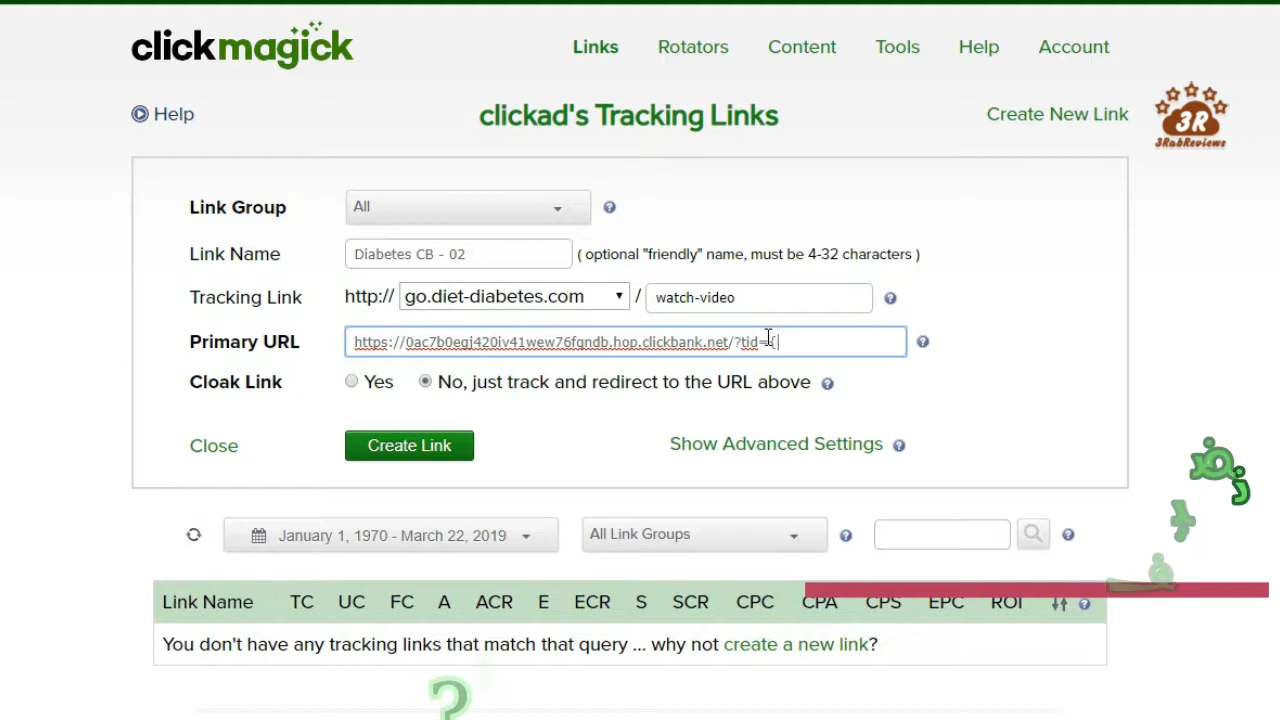 clickmagick
Links Rotators Content Tools Help Account
Help
clickad's Tracking Links
Create New Link
3R
3RabReviews
Link Group All
Link Name Diabetes CB - 02 ( optional "friendly" name, must be 4-32 characters )
Tracking Link http:// go.diet-diabetes.com / watch-video
Primary URL https://0ac7b0egj420iv41wew76fqndb.hop.clickbank.net/?tid={
Cloak Link Yes No, just track and redirect to the URL above
Close Create Link Show Advanced Settings
January 1, 1970 - March 22, 2019 All Link Groups
Link Name TC UC FC A ACR E ECR S SCR CPC CPA CPS EPC ROI
You don't have any tracking links that match that query ... why not create a new link?
؟